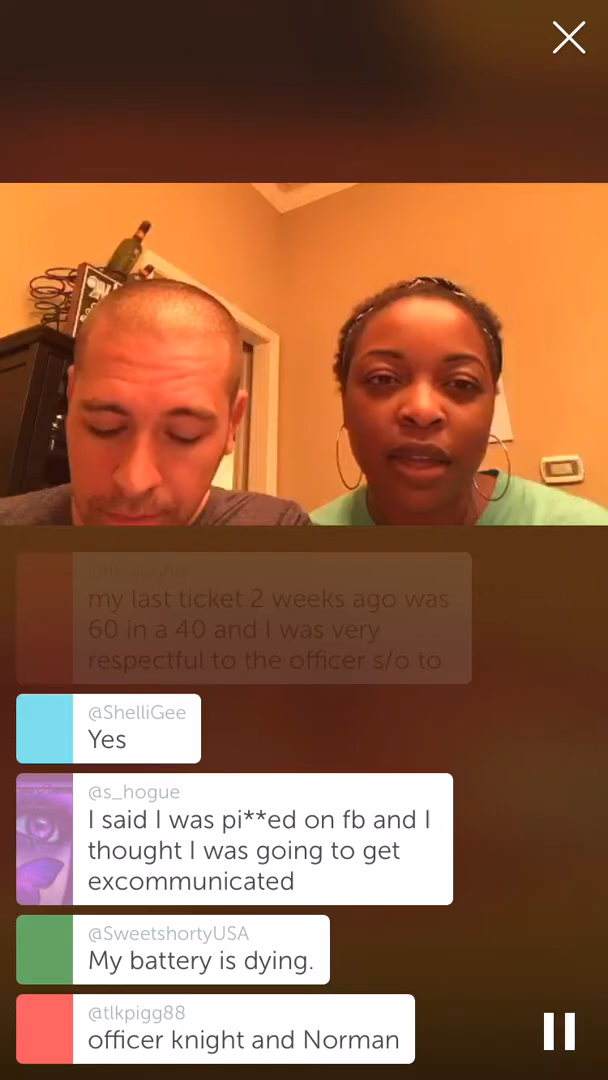 my last ticket 2 weeks ago was
60 in a 40 and I was very
respectful to the officer s/o to
@ShelliGee
Yes
@s_hogue
I said I was pi**ed on fb and I
thought I was going to get
excommunicated
@SweetshortyUSA
My battery is dying.
@tlkpigg88
officer knight and Norman